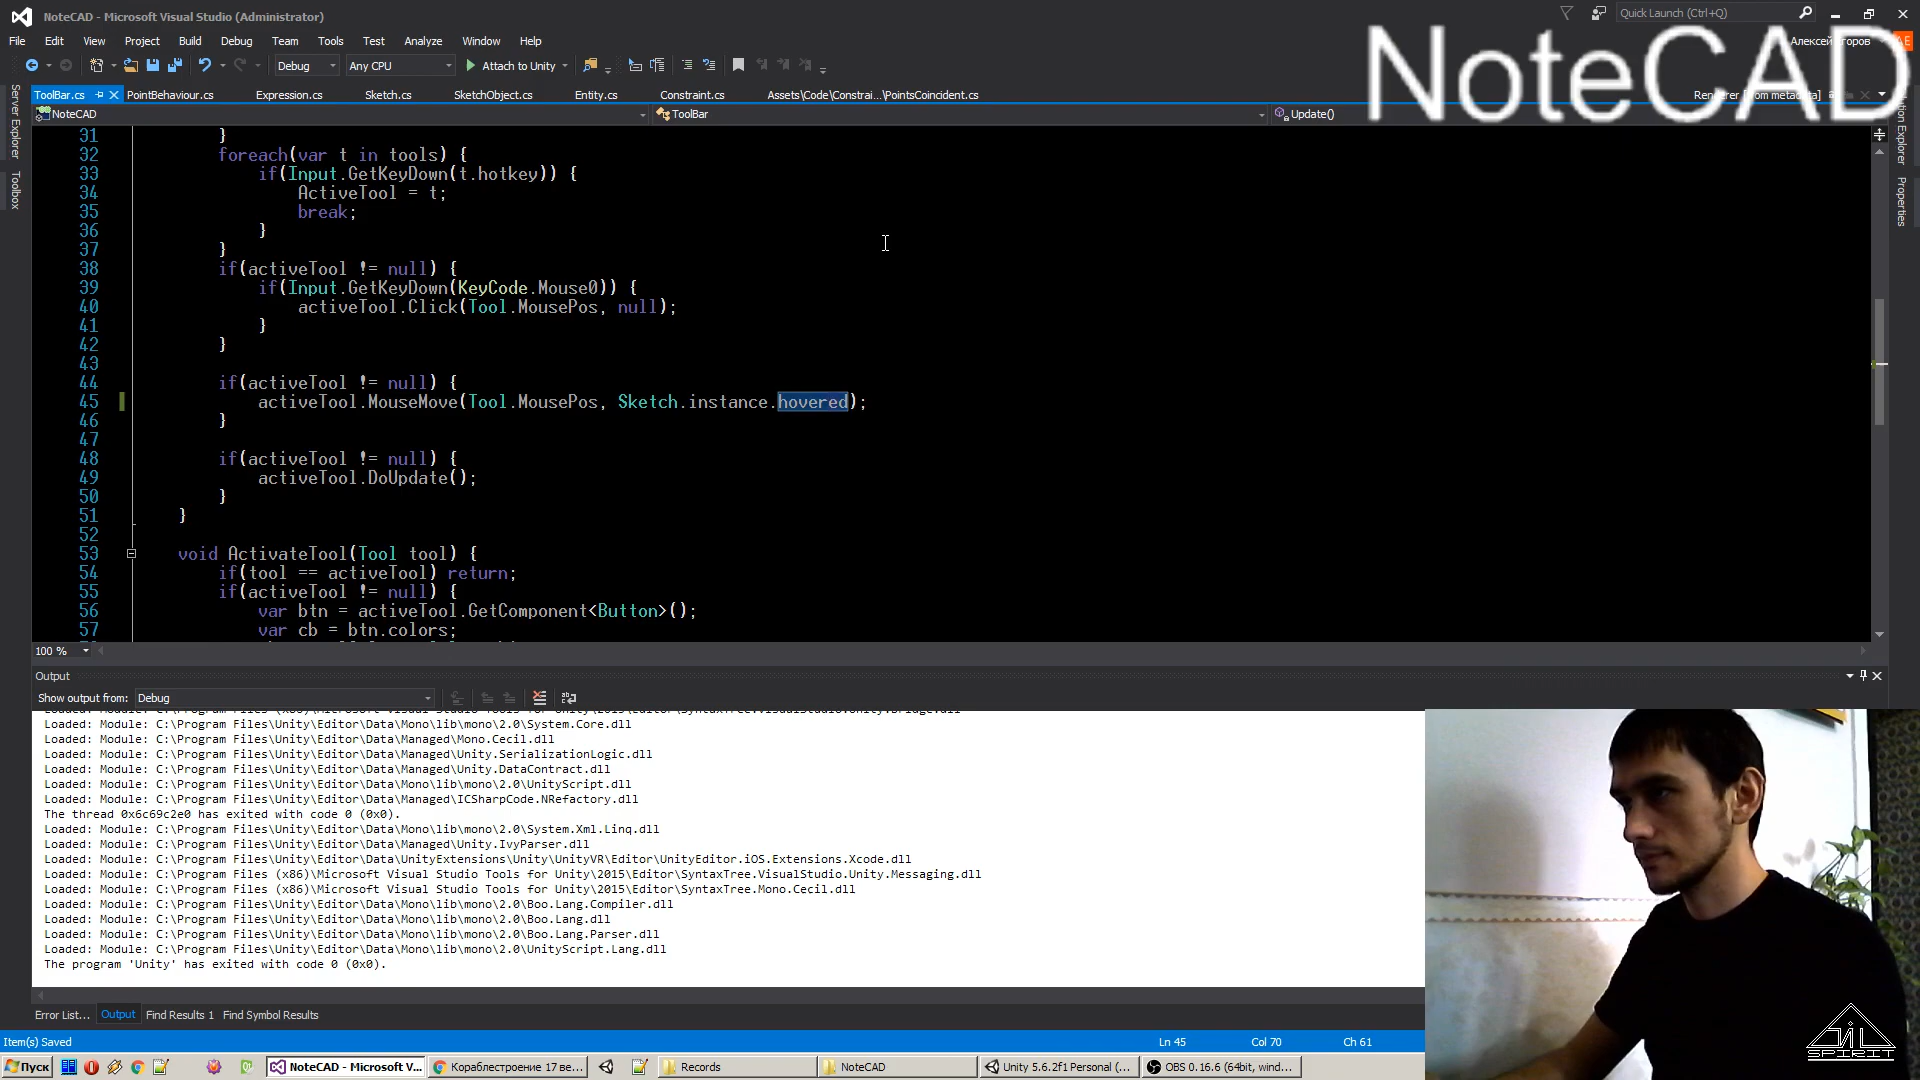 NoteCAD - Microsoft Visual Studio (Administrator)
Quick Launch (Ctrl+Q)
File Edit View Project Build Debug Team Tools Test Analyze Window Help
NoteCAD
Debug Any CPU Attach to Unity
ToolBar.cs PointBehaviour.cs Expression.cs Sketch.cs SketchObject.cs Entity.cs Constraint.cs Assets\Code\Constrai...\PointsCoincident.cs
NoteCAD ToolBar Update()
Server Explorer
Toolbox
Properties
31 }
32 foreach(var t in tools) {
33 if(Input.GetKeyDown(t.hotkey)) {
34 ActiveTool = t;
35 break;
36 }
37 }
38 if(activeTool != null) {
39 if(Input.GetKeyDown(KeyCode.Mouse0)) {
40 activeTool.Click(Tool.MousePos, null);
41 }
42 }
43
44 if(activeTool != null) {
45 activeTool.MouseMove(Tool.MousePos, Sketch.instance.hovered);
46 }
47
48 if(activeTool != null) {
49 activeTool.DoUpdate();
50 }
51 }
52
53 void ActivateTool(Tool tool) {
54 if(tool == activeTool) return;
55 if(activeTool != null) {
56 var btn = activeTool.GetComponent<Button>();
57 var cb = btn.colors;
100 %
Output
Show output from: Debug
Loaded: Module: C:\Program Files\Unity\Editor\Data\Mono\lib\mono\2.0\System.Core.dll
Loaded: Module: C:\Program Files\Unity\Editor\Data\Managed\Mono.Cecil.dll
Loaded: Module: C:\Program Files\Unity\Editor\Data\Managed\Unity.SerializationLogic.dll
Loaded: Module: C:\Program Files\Unity\Editor\Data\Managed\Unity.DataContract.dll
Loaded: Module: C:\Program Files\Unity\Editor\Data\Mono\lib\mono\2.0\UnityScript.dll
Loaded: Module: C:\Program Files\Unity\Editor\Data\Managed\ICSharpCode.NRefactory.dll
The thread 0x6c69c2e0 has exited with code 0 (0x0).
Loaded: Module: C:\Program Files\Unity\Editor\Data\Mono\lib\mono\2.0\System.Xml.Linq.dll
Loaded: Module: C:\Program Files\Unity\Editor\Data\Managed\Unity.IvyParser.dll
Loaded: Module: C:\Program Files\Unity\Editor\Data\UnityExtensions\Unity\UnityVR\Editor\UnityEditor.iOS.Extensions.Xcode.dll
Loaded: Module: C:\Program Files (x86)\Microsoft Visual Studio Tools for Unity\2015\Editor\SyntaxTree.VisualStudio.Unity.Messaging.dll
Loaded: Module: C:\Program Files (x86)\Microsoft Visual Studio Tools for Unity\2015\Editor\SyntaxTree.Mono.Cecil.dll
Loaded: Module: C:\Program Files\Unity\Editor\Data\Mono\lib\mono\2.0\Boo.Lang.Compiler.dll
Loaded: Module: C:\Program Files\Unity\Editor\Data\Mono\lib\mono\2.0\Boo.Lang.dll
Loaded: Module: C:\Program Files\Unity\Editor\Data\Mono\lib\mono\2.0\Boo.Lang.Parser.dll
Loaded: Module: C:\Program Files\Unity\Editor\Data\Mono\lib\mono\2.0\UnityScript.Lang.dll
The program 'Unity' has exited with code 0 (0x0).
Error List... Output Find Results 1 Find Symbol Results
Item(s) Saved Ln 45 Col 70 Ch 61
SPIRIT
Пуск NoteCAD - Microsoft V... Кораблестроение 17 ве... Records NoteCAD Unity 5.6.2f1 Personal (... OBS 0.16.6 (64bit, wind...